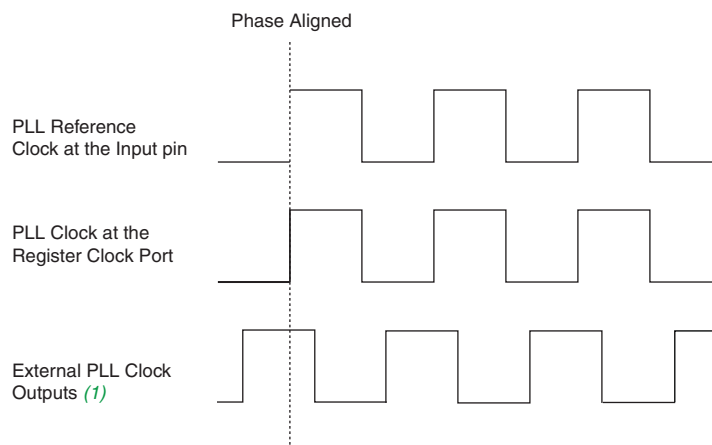 Phase Aligned
PLL Reference
Clock at the Input pin
PLL Clock at the
Register Clock Port
External PLL Clock
Outputs (1)